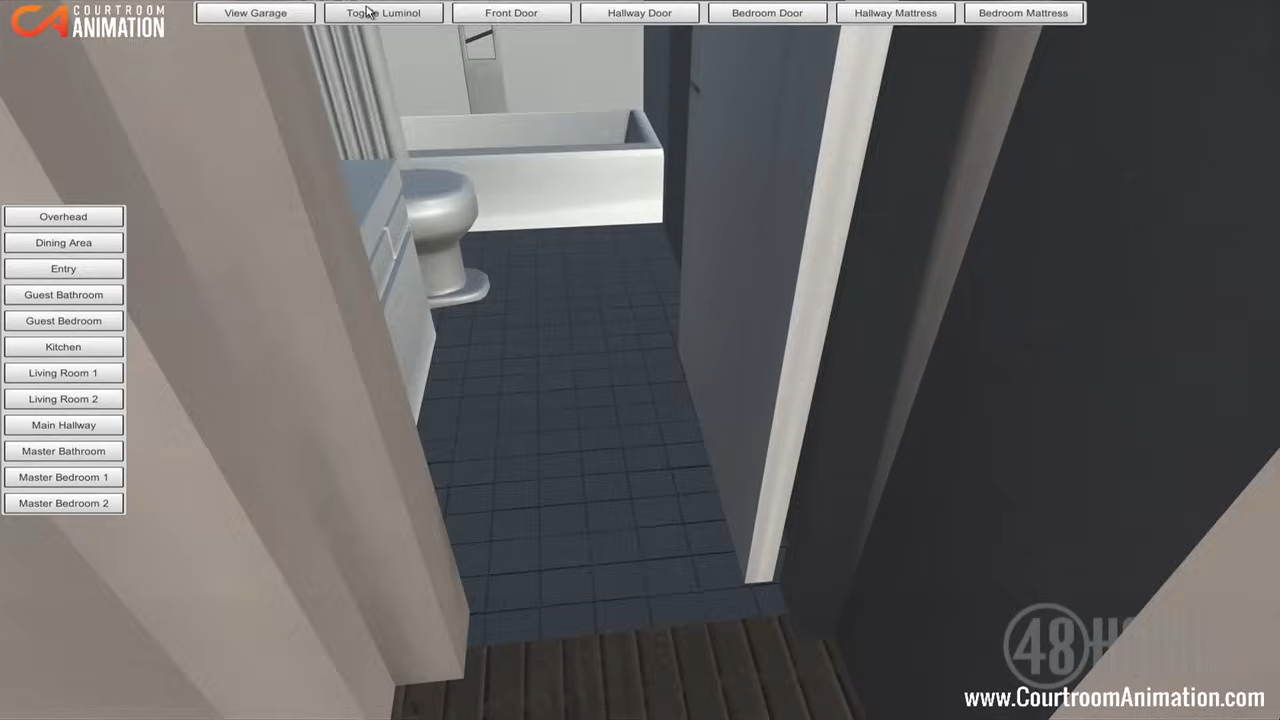 COURTROOM
ANIMATION
View Garage
Toggle Luminol
Front Door
Hallway Door
Bedroom Door
Hallway Mattress
Bedroom Mattress
Overhead
Dining Area
Entry
Guest Bathroom
Guest Bedroom
Kitchen
Living Room 1
Living Room 2
Main Hallway
Master Bathroom
Master Bedroom 1
Master Bedroom 2
48
www.CourtroomAnimation.com